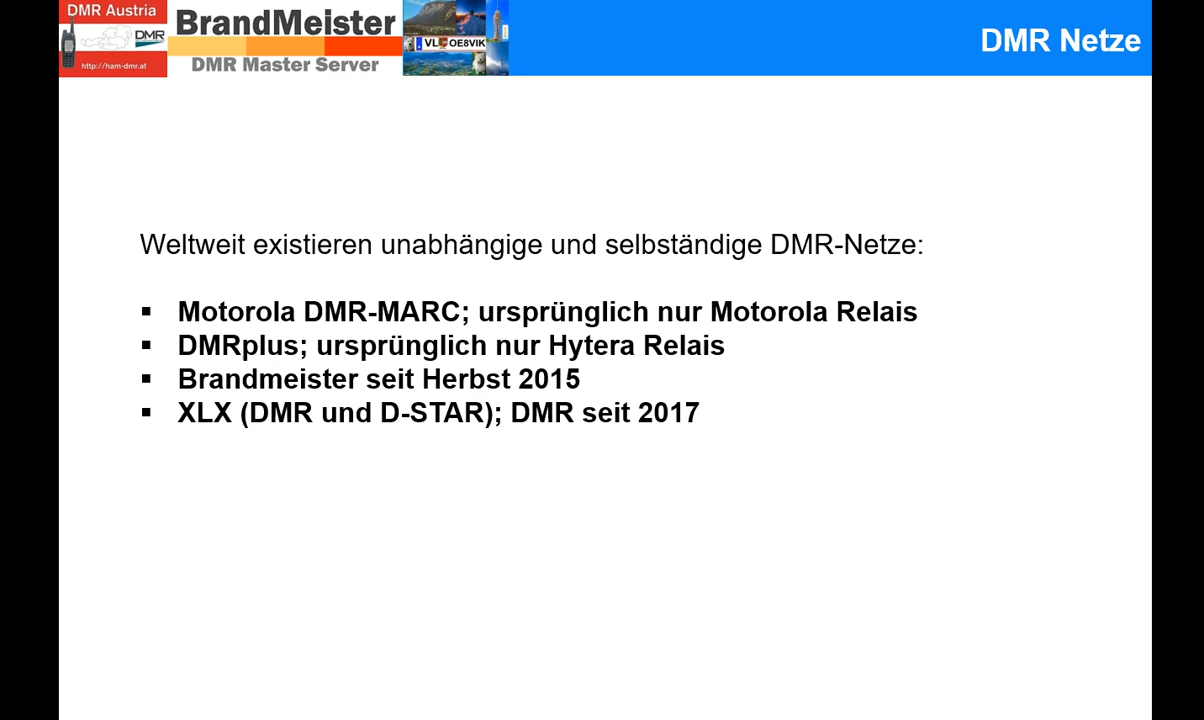 DMR Austria
DMR
http://ham-dmr.at
BrandMeister
DMR Master Server
VL OE8VIK
DMR Netze
Weltweit existieren unabhängige und selbständige DMR-Netze:
▪ Motorola DMR-MARC; ursprünglich nur Motorola Relais
▪ DMRplus; ursprünglich nur Hytera Relais
▪ Brandmeister seit Herbst 2015
▪ XLX (DMR und D-STAR); DMR seit 2017